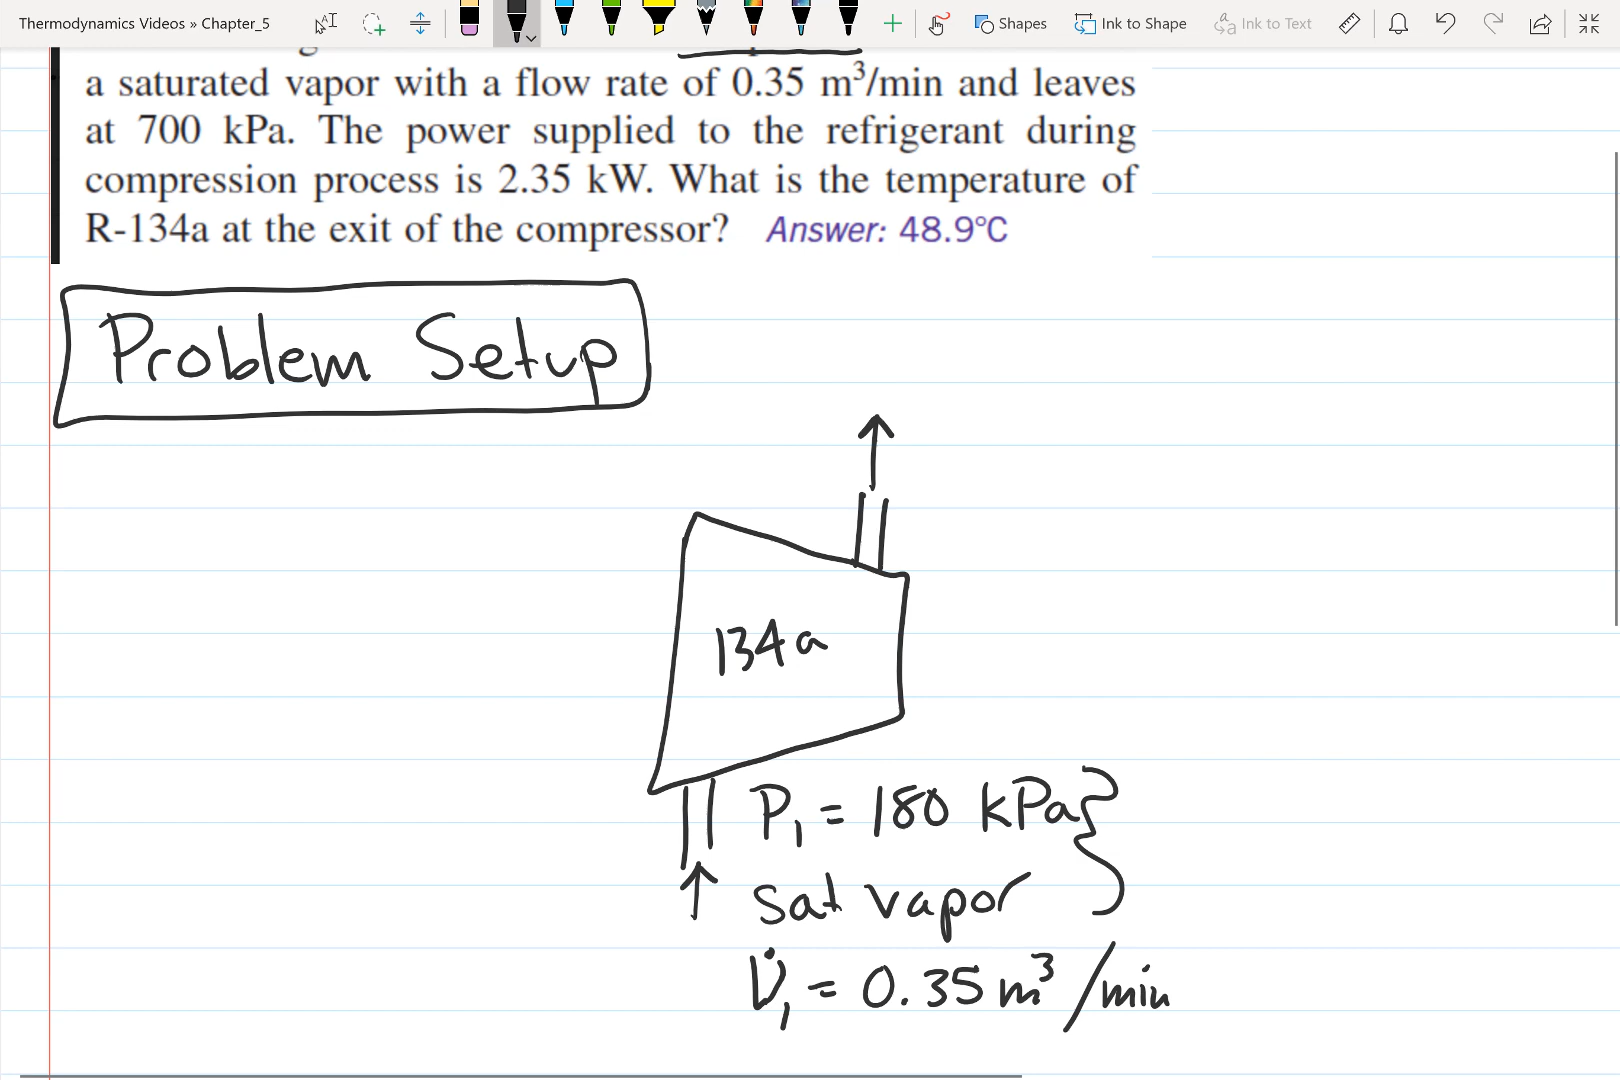 Thermodynamics Videos » Chapter_5
Shapes
Ink to Shape
Ink to Text
a saturated vapor with a flow rate of 0.35 m³/min and leaves
at 700 kPa. The power supplied to the refrigerant during
compression process is 2.35 kW. What is the temperature of
R-134a at the exit of the compressor? Answer: 48.9°C
Problem Setup
134a
P₁ = 180 kPa
sat vapor
V̇₁ = 0.35 m³/min